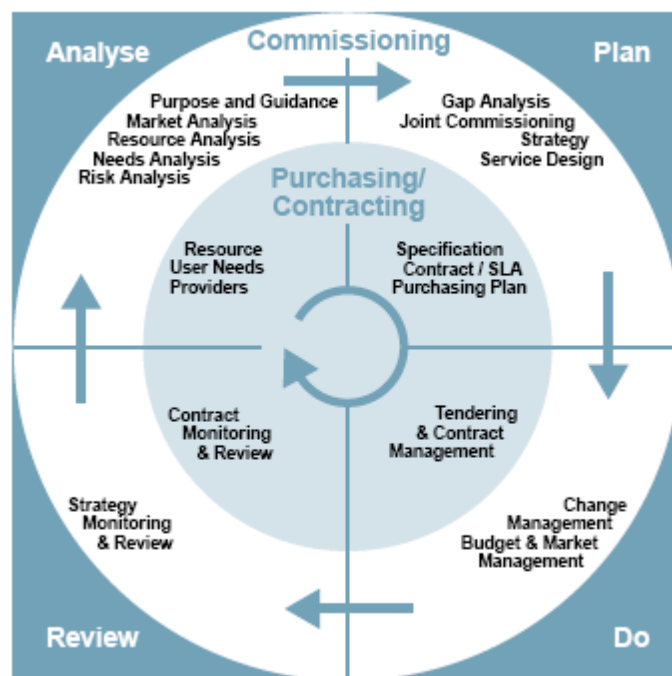 Analyse
Commissioning
Plan
Purpose and Guidance
Market Analysis
Resource Analysis
Needs Analysis
Risk Analysis
Gap Analysis
Joint Commissioning
Strategy
Service Design
Purchasing/
Contracting
Resource
User Needs
Providers
Specification
Contract / SLA
Purchasing Plan
Contract
Monitoring
& Review
Tendering
& Contract
Management
Strategy
Monitoring
& Review
Change
Management
Budget & Market
Management
Review
Do